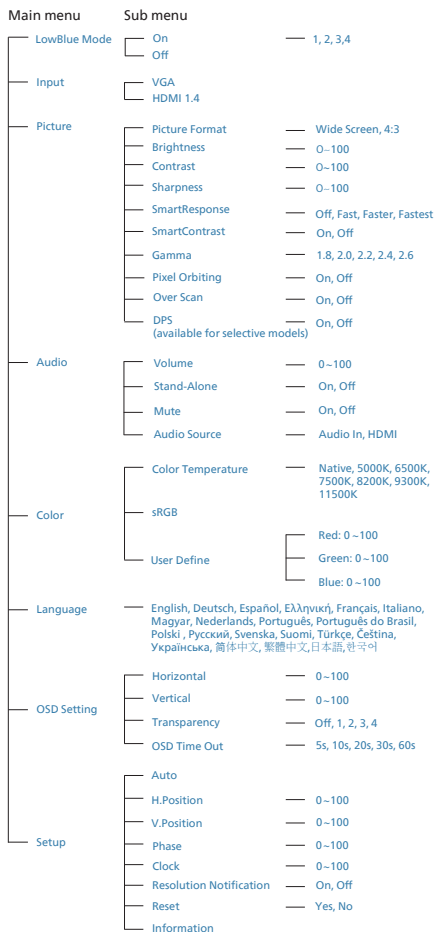 Main menu Sub menu
LowBlue Mode On 1, 2, 3,4
Off
Input VGA
HDMI 1.4
Picture Picture Format Wide Screen, 4:3
Brightness 0~100
Contrast 0~100
Sharpness 0~100
SmartResponse Off, Fast, Faster, Fastest
SmartContrast On, Off
Gamma 1.8, 2.0, 2.2, 2.4, 2.6
Pixel Orbiting On, Off
Over Scan On, Off
DPS On, Off
(available for selective models)
Audio Volume 0~100
Stand-Alone On, Off
Mute On, Off
Audio Source Audio In, HDMI
Color Temperature Native, 5000K, 6500K,
7500K, 8200K, 9300K,
11500K
Color sRGB
Red: 0 ~100
User Define Green: 0 ~100
Blue: 0 ~100
Language English, Deutsch, Español, Ελληνική, Français, Italiano,
Magyar, Nederlands, Português, Português do Brasil,
Polski , Русский, Svenska, Suomi, Türkçe, Čeština,
Українська, 简体中文, 繁體中文,日本語,한국어
Horizontal 0~100
Vertical 0~100
OSD Setting Transparency Off, 1, 2, 3, 4
OSD Time Out 5s, 10s, 20s, 30s, 60s
Auto
H.Position 0~100
V.Position 0~100
Setup Phase 0~100
Clock 0~100
Resolution Notification On, Off
Reset Yes, No
Information